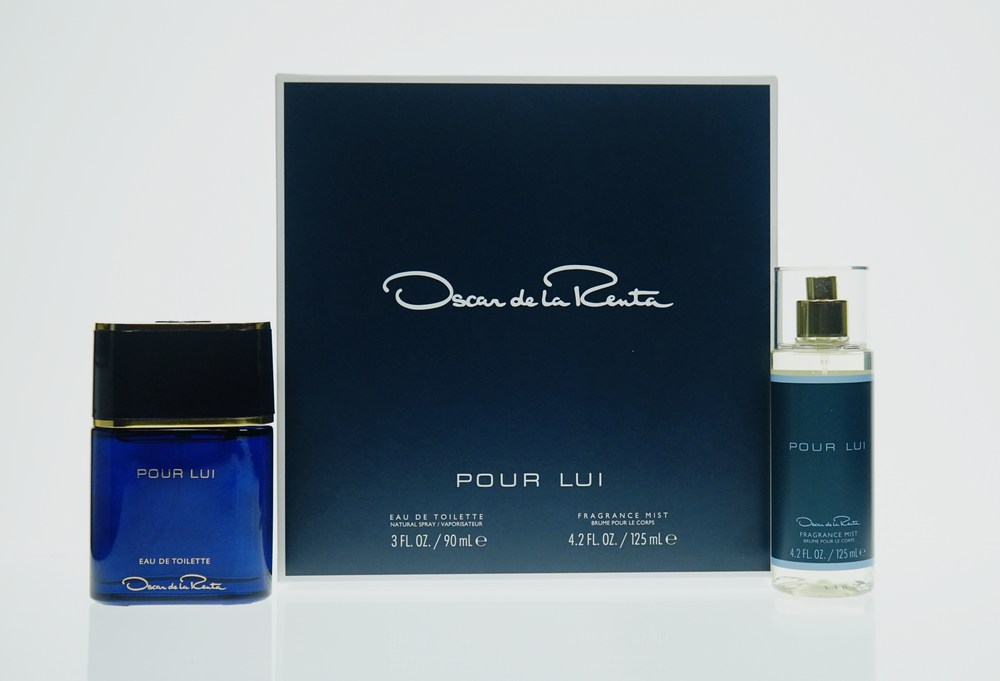 Oscar de la Renta
POUR LUI
EAU DE TOILETTE
NATURAL SPRAY / VAPORISATEUR
3 FL. OZ. / 90 mL ℮
FRAGRANCE MIST
BRUME POUR LE CORPS
4.2 FL. OZ. / 125 mL ℮
POUR LUI
EAU DE TOILETTE
Oscar de la Renta
POUR LUI
Oscar de la Renta
FRAGRANCE MIST
BRUME POUR LE CORPS
4.2 FL. OZ. / 125 mL ℮